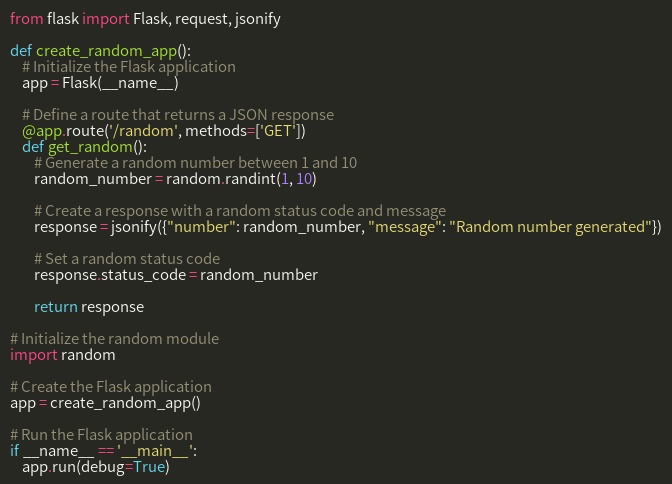 from flask import Flask, request, jsonify

def create_random_app():
    # Initialize the Flask application
    app = Flask(__name__)

    # Define a route that returns a JSON response
    @app.route('/random', methods=['GET'])
    def get_random():
        # Generate a random number between 1 and 10
        random_number = random.randint(1, 10)

        # Create a response with a random status code and message
        response = jsonify({"number": random_number, "message": "Random number generated"})

        # Set a random status code
        response.status_code = random_number

        return response

# Initialize the random module
import random

# Create the Flask application
app = create_random_app()

# Run the Flask application
if __name__ == '__main__':
    app.run(debug=True)